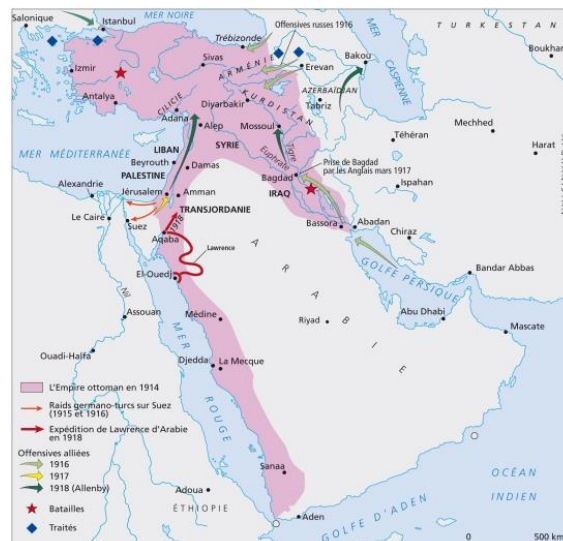 Salonique
MER NOIRE
Istanbul
Trébizonde
Offensives russes 1916
TURKESTAN
Boukhara
Izmir
Sivas
ARMÉNIE
Erevan
Bakou
MER CASPIENNE
AZERBAÏDJAN
Antalya
CILICIE
Adana
Diyarbakir
KURDISTAN
Tabriz
Mossoul
Alep
SYRIE
Téhéran
Mechhed
Harat
MER MÉDITERRANÉE
LIBAN
Beyrouth
Damas
Euphrate
Tigre
Bagdad
Prise de Bagdad
par les Anglais mars 1917
PALESTINE
Alexandrie
Jérusalem
Amman
IRAQ
Ispahan
TRANSJORDANIE
1918
Le Caire
Suez
Aqaba
Bassora
Abadan
Chiraz
Lawrence
El-Ouedj
GOLFE PERSIQUE
Bandar Abbas
Nil
Assouan
ARABIE
Médine
Riyad
Abu Dhabi
Mascate
Ouadi-Halfa
MER ROUGE
Djedda
La Mecque
L'Empire ottoman en 1914
Raids germano-turcs sur Suez
(1915 et 1916)
Expédition de Lawrence d'Arabie
en 1918
Offensives alliées
1916
1917
1918 (Allenby)
Batailles
Traités
Sanaa
Adoua
ÉTHIOPIE
Aden
GOLFE D'ADEN
OCÉAN
INDIEN
0 500 km